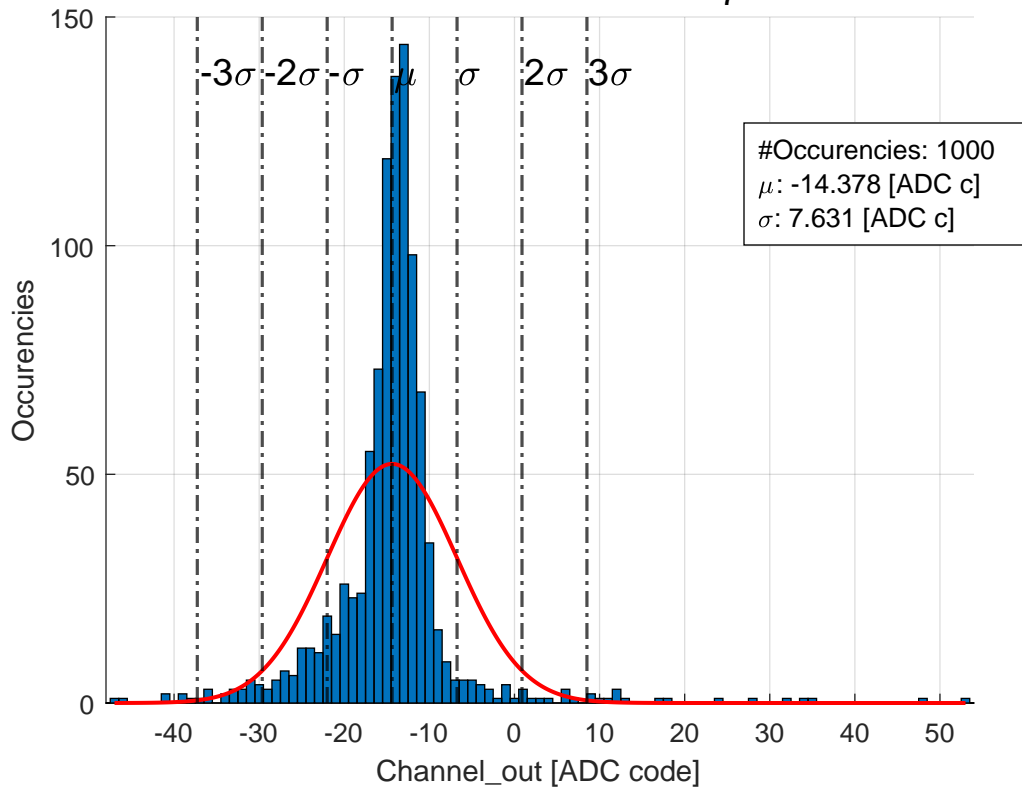 150
100
50
0
-3σ
-2σ
-σ
μ
σ
2σ
3σ
#Occurencies: 1000
μ: -14.378 [ADC c]
σ: 7.631 [ADC c]
Occurencies
-40 -30 -20 -10 0 10 20 30 40 50
Channel_out [ADC code]